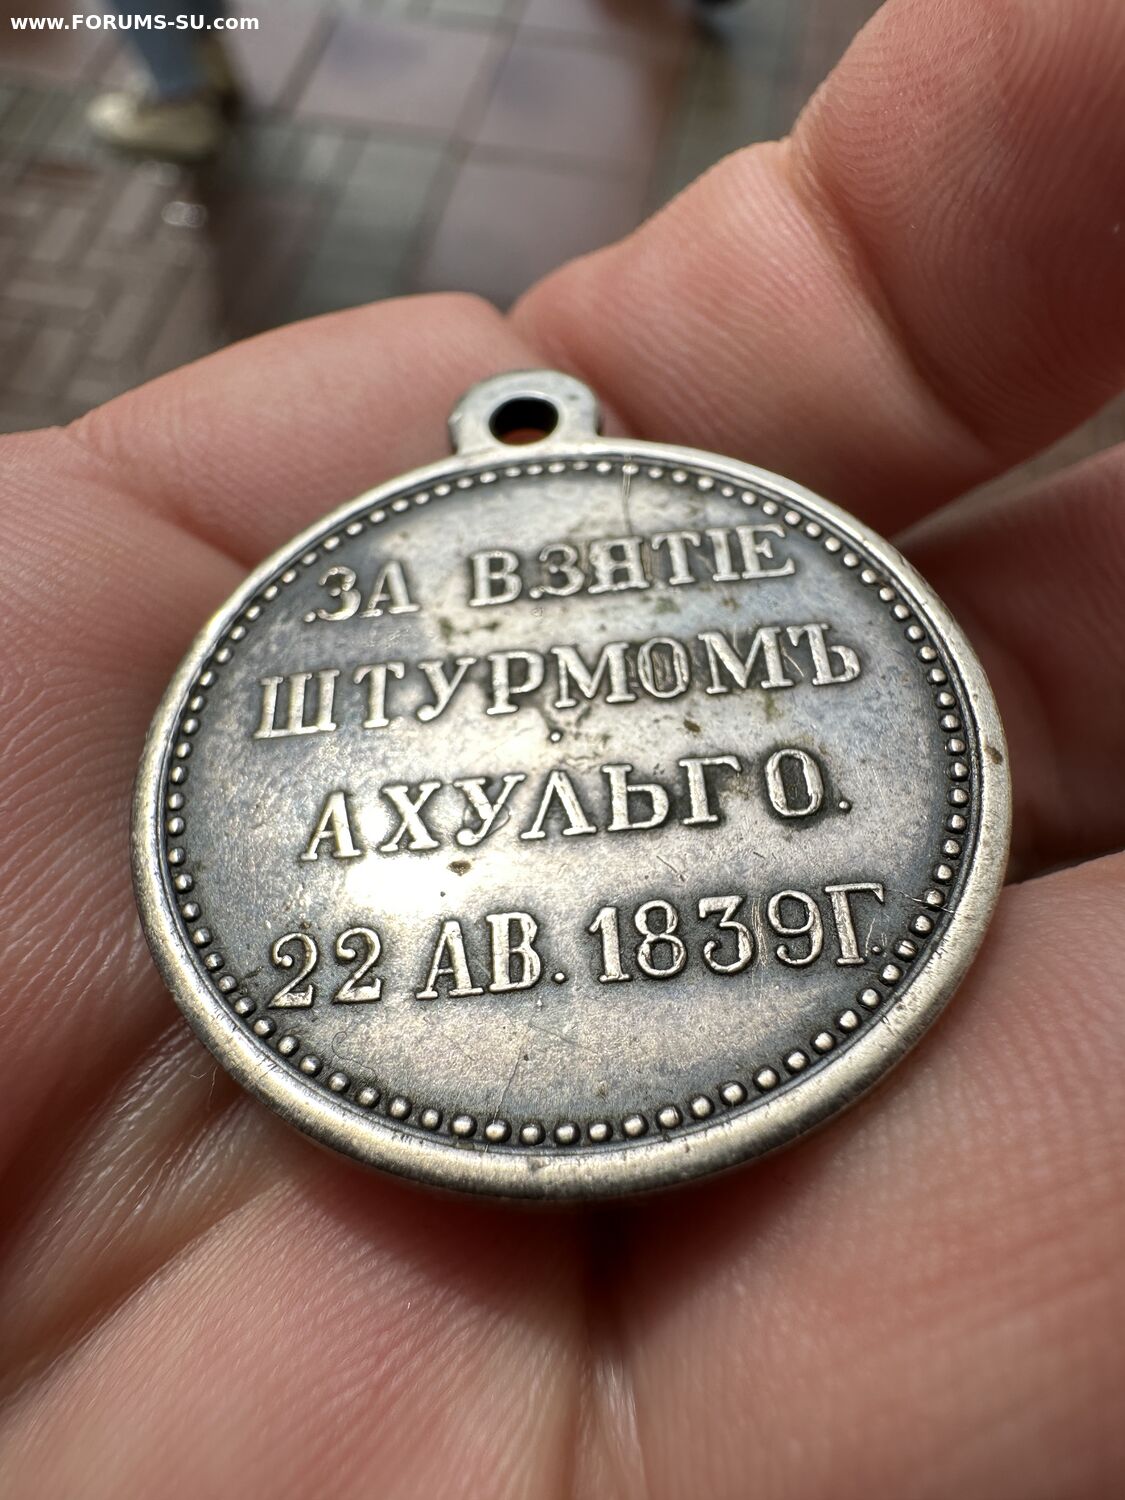 www.FORUMS-SU.com
ЗА ВЗЯТІЕ
ШТУРМОМЪ
АХУЛЬГО.
22 АВ. 1839Г.